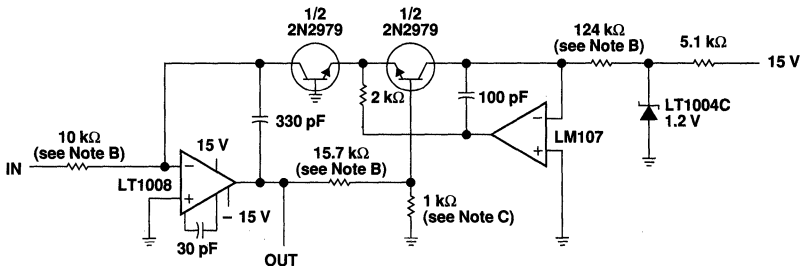 1/2
2N2979
1/2
2N2979
124 kΩ
(see Note B)
5.1 kΩ
15 V
2 kΩ
100 pF
330 pF
LT1004C
1.2 V
LM107
10 kΩ
(see Note B)
15 V
IN
LT1008
15.7 kΩ
(see Note B)
− 15 V
1 kΩ
(see Note C)
30 pF
OUT
−
+
−
+